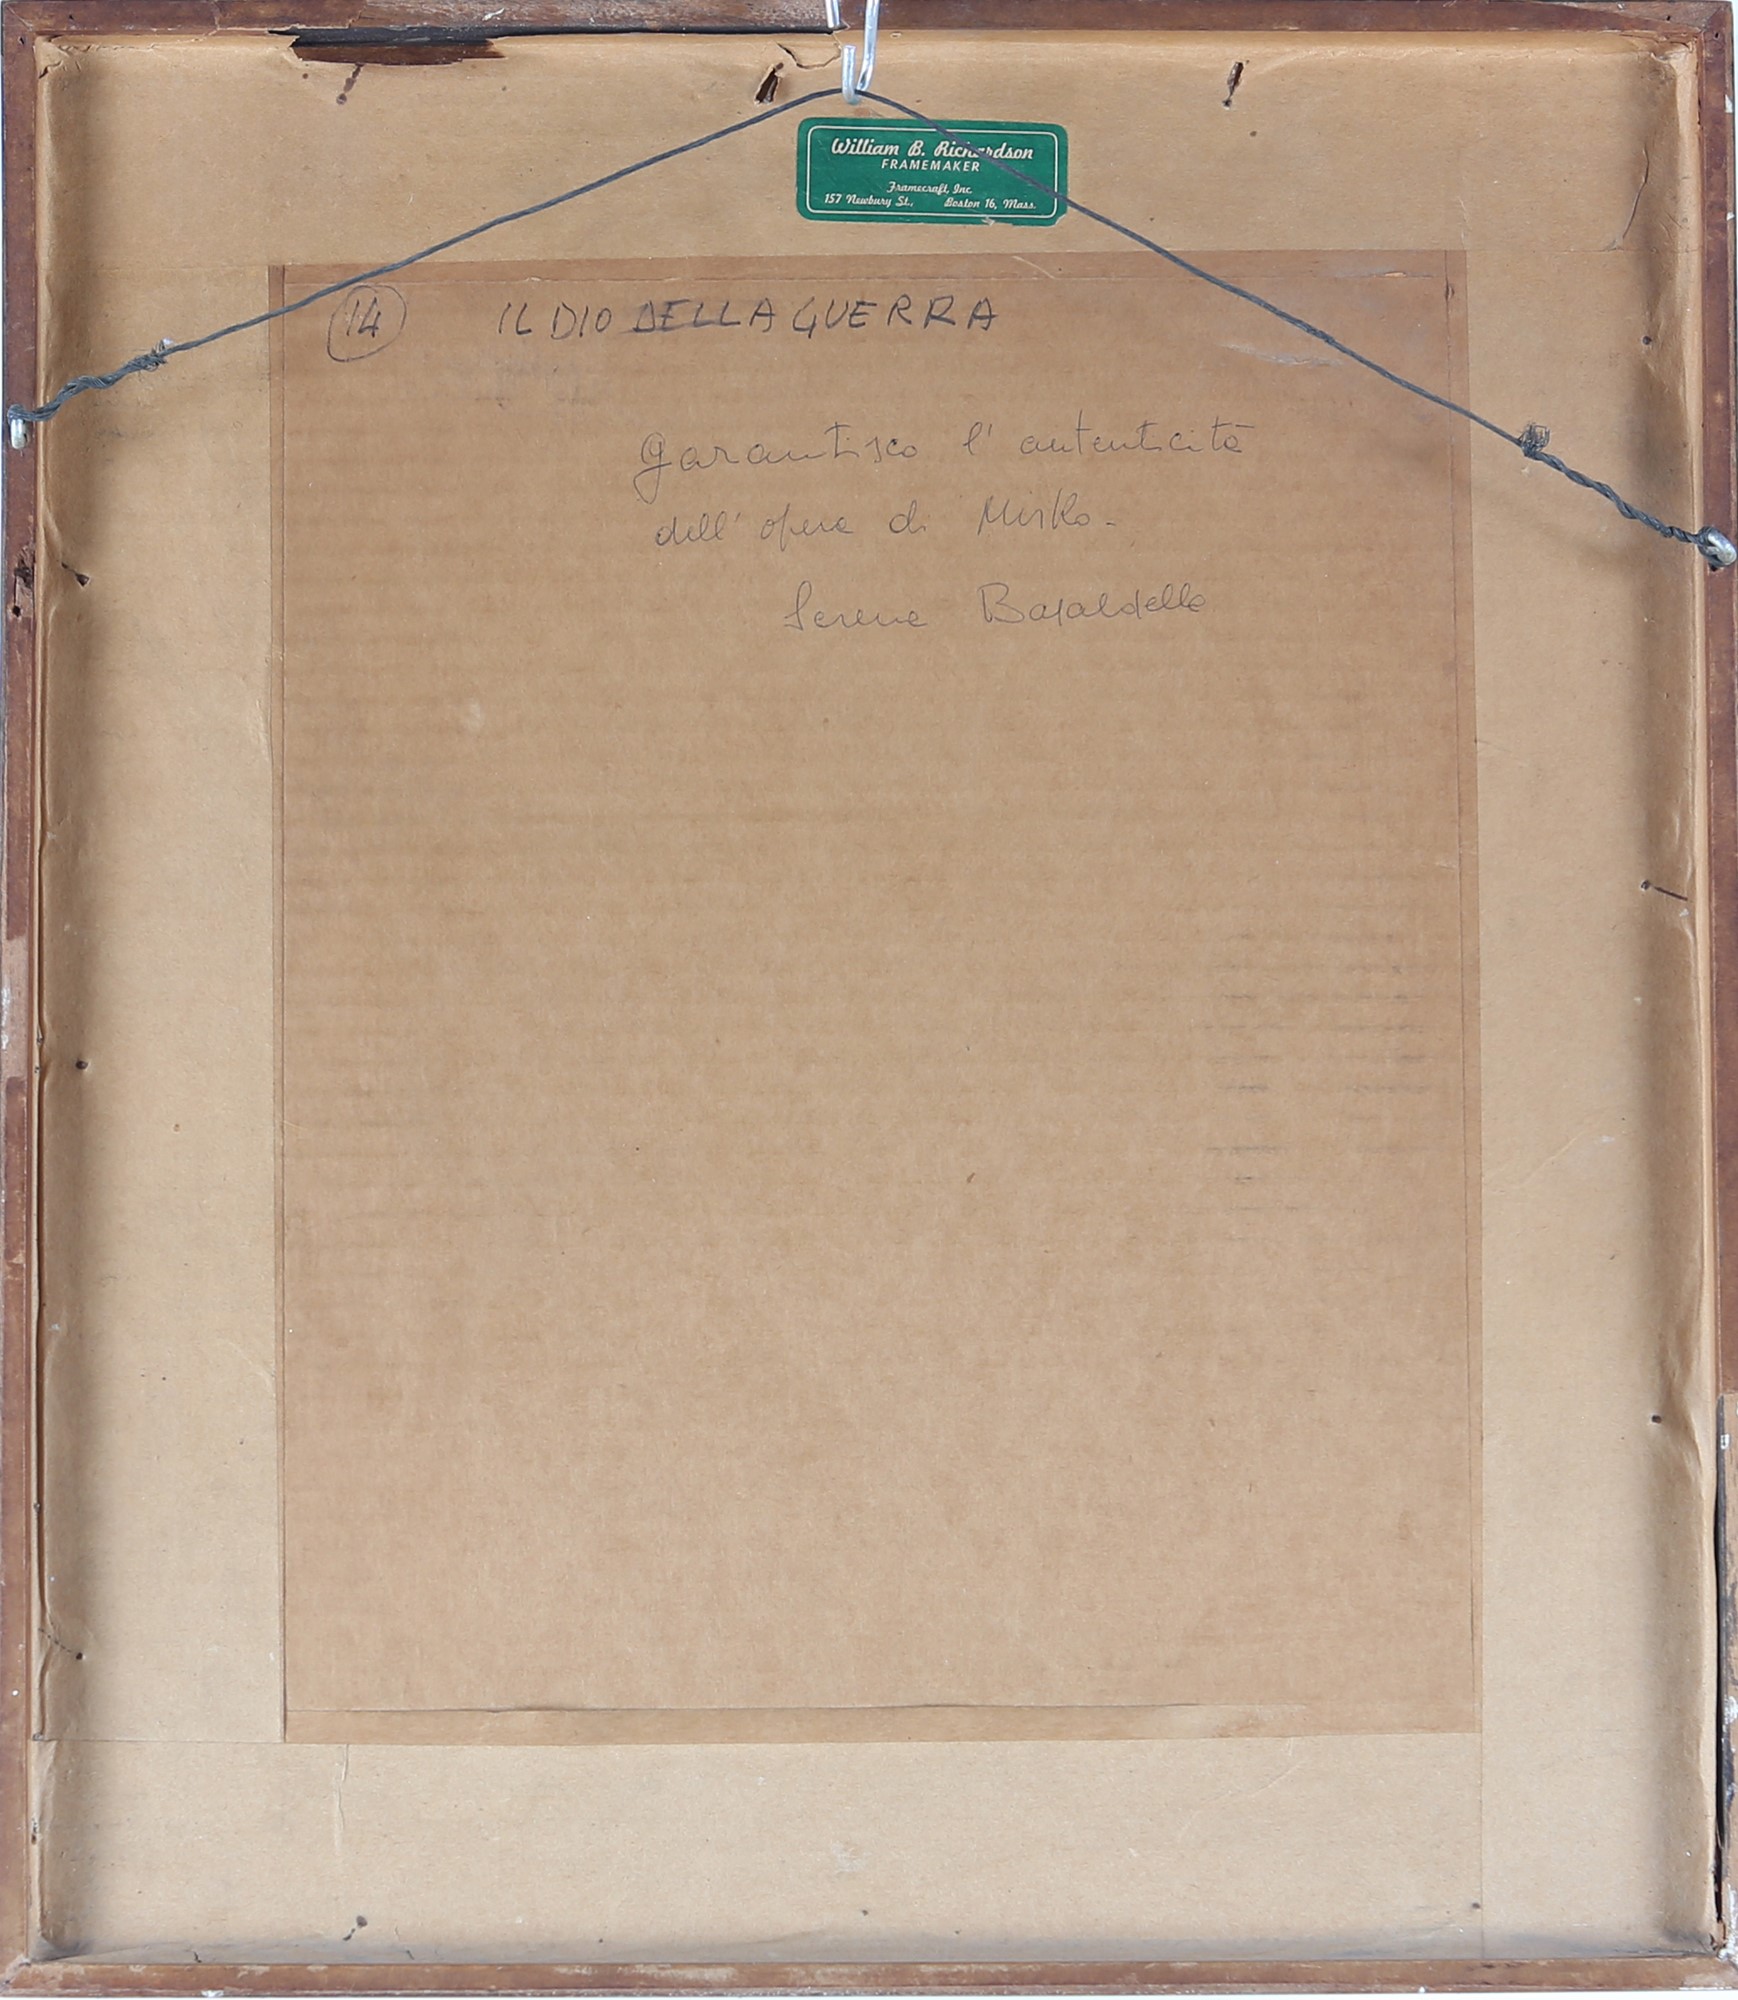 William B. Richardson
FRAMEMAKER
Framecraft, Inc.
157 Newbury St., Boston 16, Mass.
14 IL DIO DELLA GUERRA
Garantisco l' autenticità
dell' opera di Mirko.
Serena Basaldella